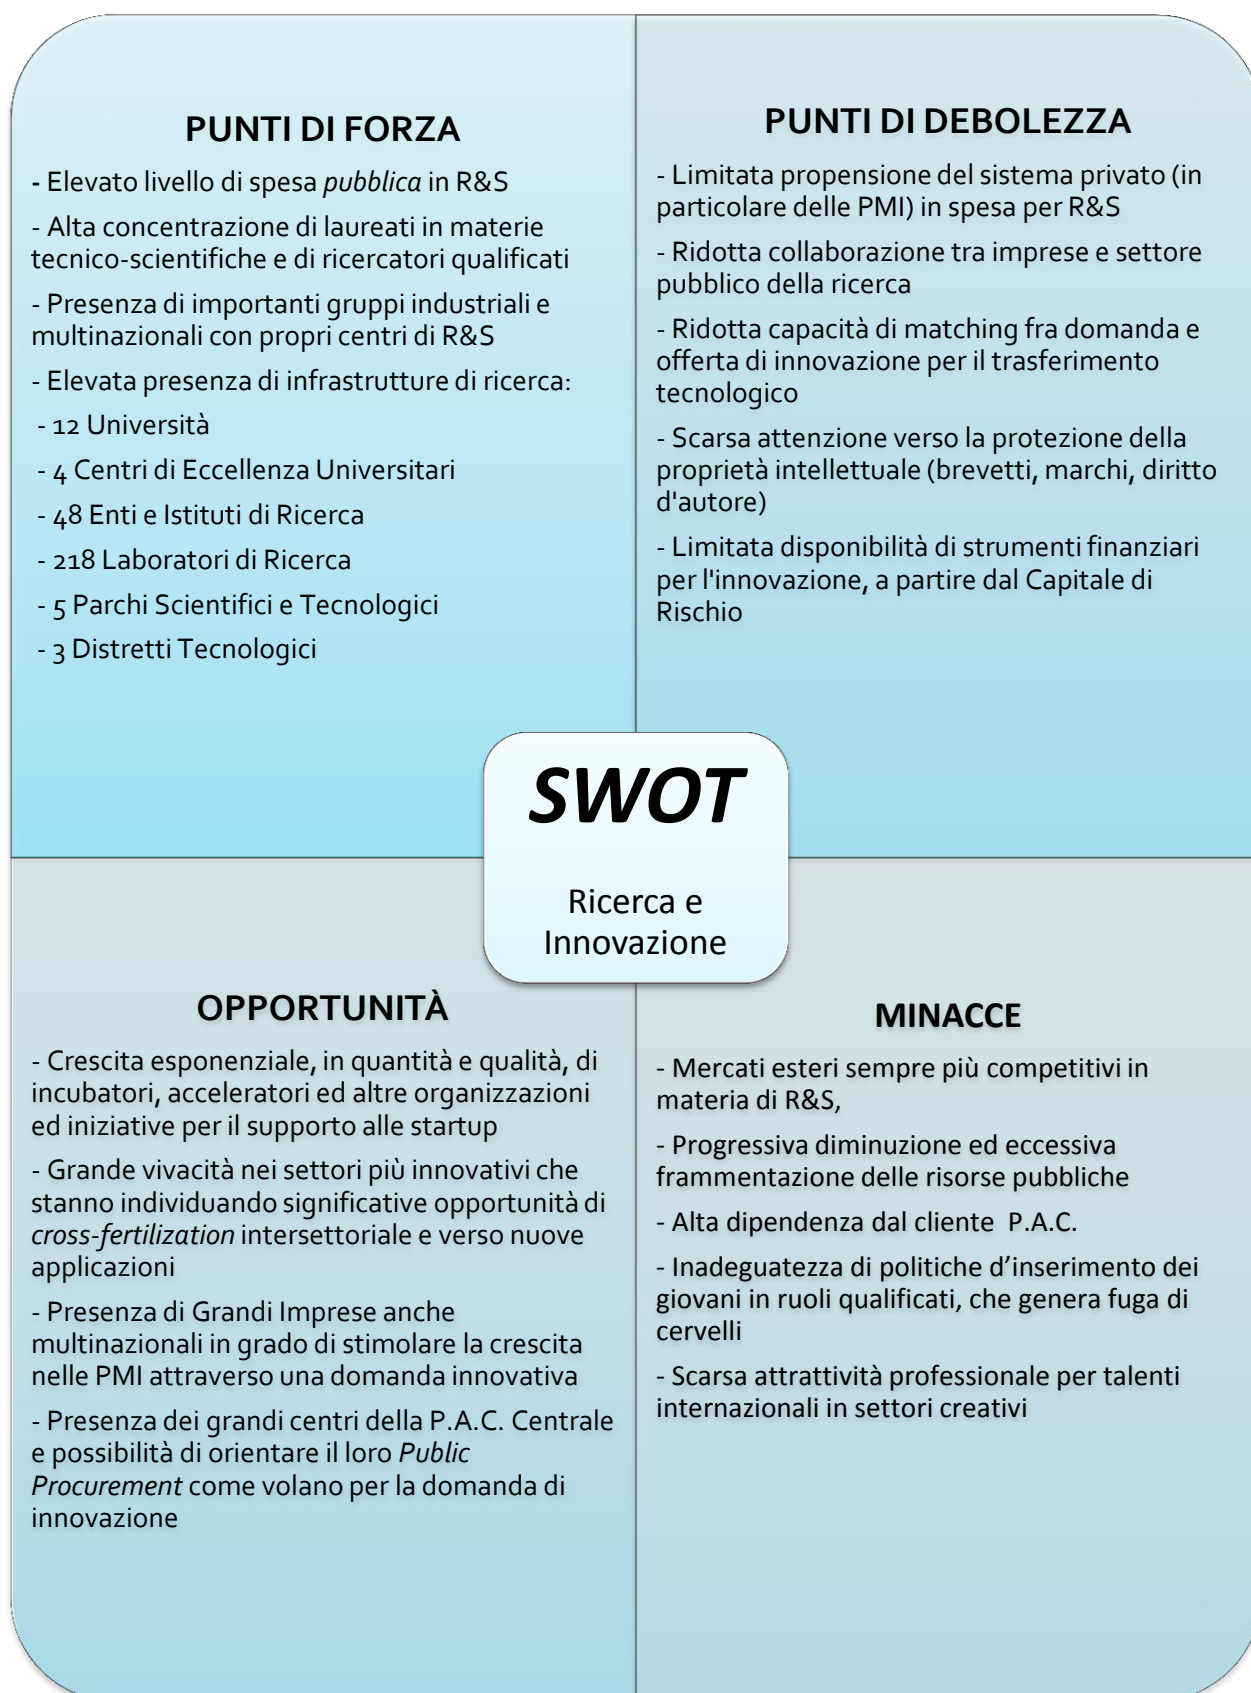 PUNTI DI FORZA
- Elevato livello di spesa pubblica in R&S
- Alta concentrazione di laureati in materie
tecnico-scientifiche e di ricercatori qualificati
- Presenza di importanti gruppi industriali e
multinazionali con propri centri di R&S
- Elevata presenza di infrastrutture di ricerca:
- 12 Università
- 4 Centri di Eccellenza Universitari
- 48 Enti e Istituti di Ricerca
- 218 Laboratori di Ricerca
- 5 Parchi Scientifici e Tecnologici
- 3 Distretti Tecnologici
PUNTI DI DEBOLEZZA
- Limitata propensione del sistema privato (in
particolare delle PMI) in spesa per R&S
- Ridotta collaborazione tra imprese e settore
pubblico della ricerca
- Ridotta capacità di matching fra domanda e
offerta di innovazione per il trasferimento
tecnologico
- Scarsa attenzione verso la protezione della
proprietà intellettuale (brevetti, marchi, diritto
d'autore)
- Limitata disponibilità di strumenti finanziari
per l'innovazione, a partire dal Capitale di
Rischio
SWOT
Ricerca e
Innovazione
OPPORTUNITÀ
- Crescita esponenziale, in quantità e qualità, di
incubatori, acceleratori ed altre organizzazioni
ed iniziative per il supporto alle startup
- Grande vivacità nei settori più innovativi che
stanno individuando significative opportunità di
cross-fertilization intersettoriale e verso nuove
applicazioni
- Presenza di Grandi Imprese anche
multinazionali in grado di stimolare la crescita
nelle PMI attraverso una domanda innovativa
- Presenza dei grandi centri della P.A.C. Centrale
e possibilità di orientare il loro Public
Procurement come volano per la domanda di
innovazione
MINACCE
- Mercati esteri sempre più competitivi in
materia di R&S,
- Progressiva diminuzione ed eccessiva
frammentazione delle risorse pubbliche
- Alta dipendenza dal cliente P.A.C.
- Inadeguatezza di politiche d’inserimento dei
giovani in ruoli qualificati, che genera fuga di
cervelli
- Scarsa attrattività professionale per talenti
internazionali in settori creativi